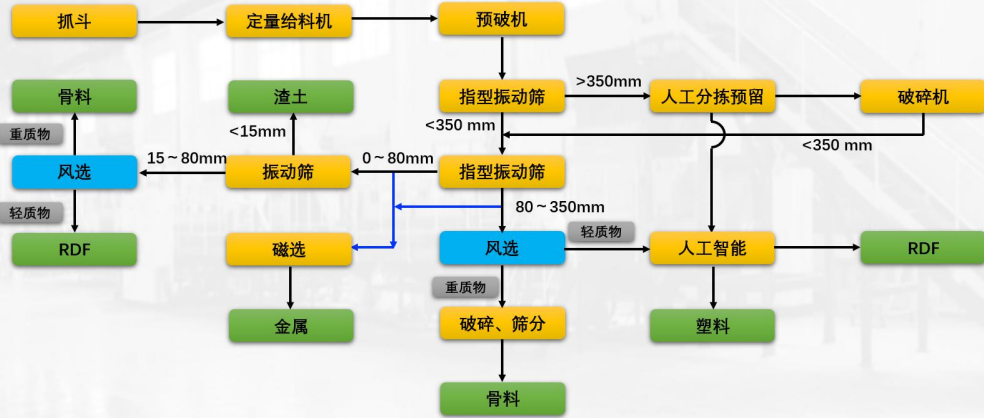 抓斗
定量给料机
预破机
骨料
渣土
指型振动筛
>350mm
人工分拣预留
破碎机
重质物
<15mm
<350 mm
<350 mm
风选
15~80mm
振动筛
0~80mm
指型振动筛
轻质物
80~350mm
轻质物
RDF
磁选
风选
人工智能
RDF
重质物
金属
破碎、筛分
塑料
骨料